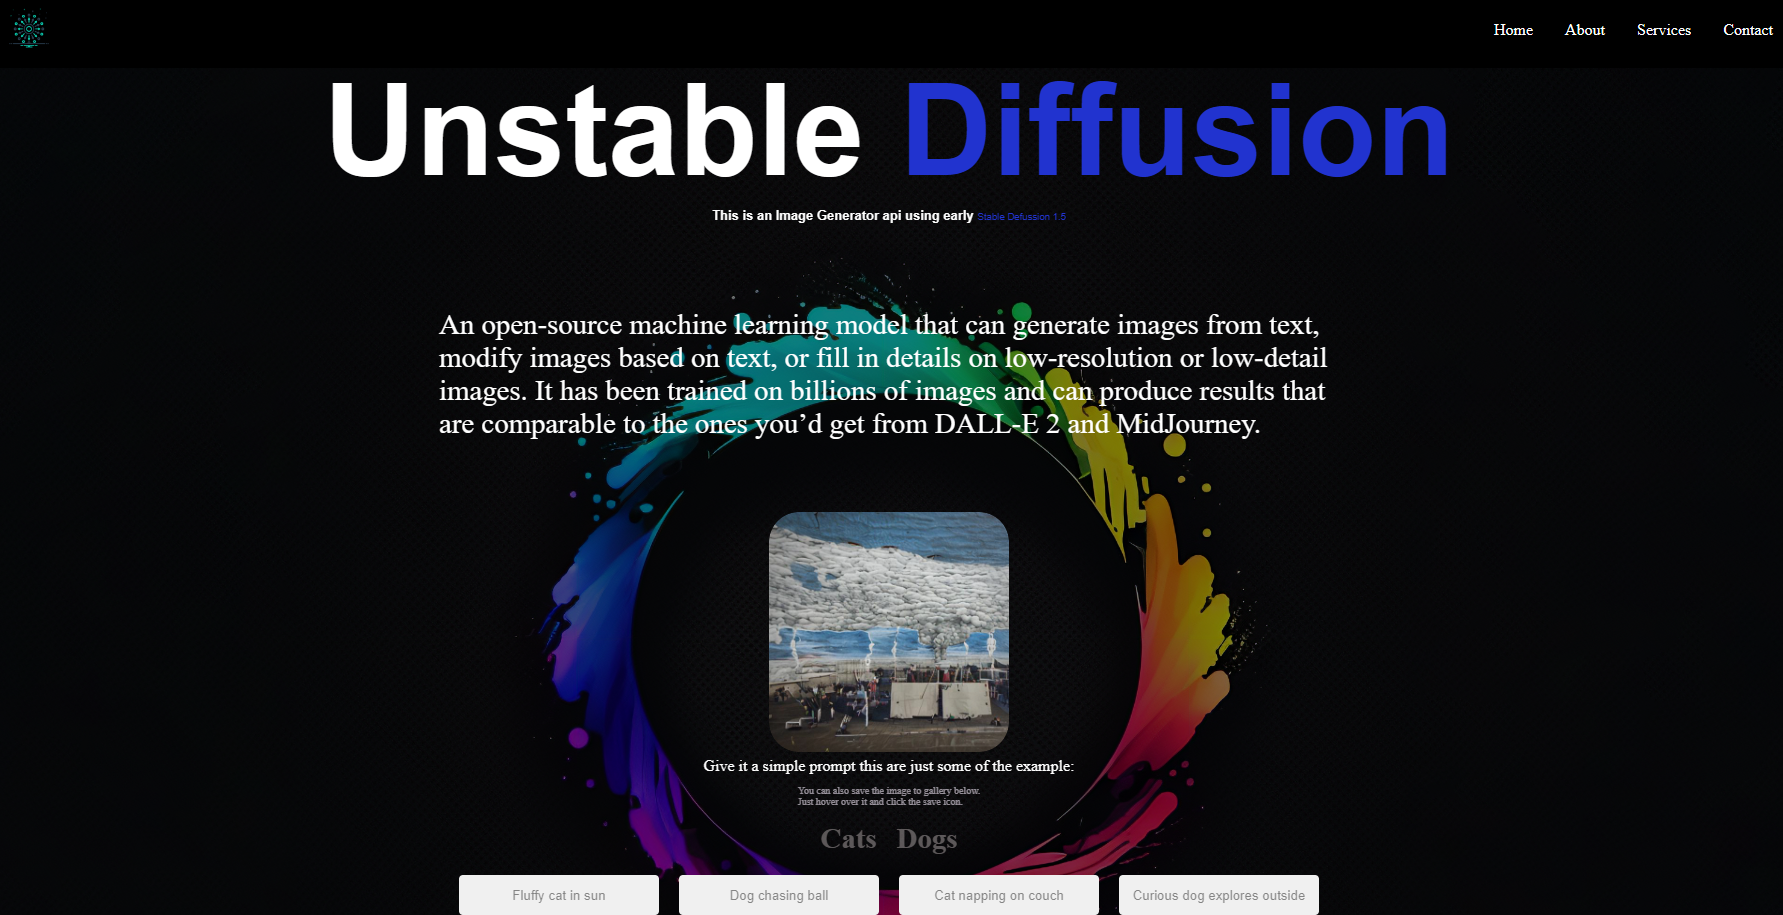 Home About Services Contact
Unstable Diffusion
This is an Image Generator api using early Stable Defussion 1.5
An open-source machine learning model that can generate images from text,
modify images based on text, or fill in details on low-resolution or low-detail
images. It has been trained on billions of images and can produce results that
are comparable to the ones you’d get from DALL-E 2 and MidJourney.
Give it a simple prompt this are just some of the example:
You can also save the image to gallery below.
Just hover over it and click the save icon.
Cats Dogs
Fluffy cat in sun
Dog chasing ball
Cat napping on couch
Curious dog explores outside